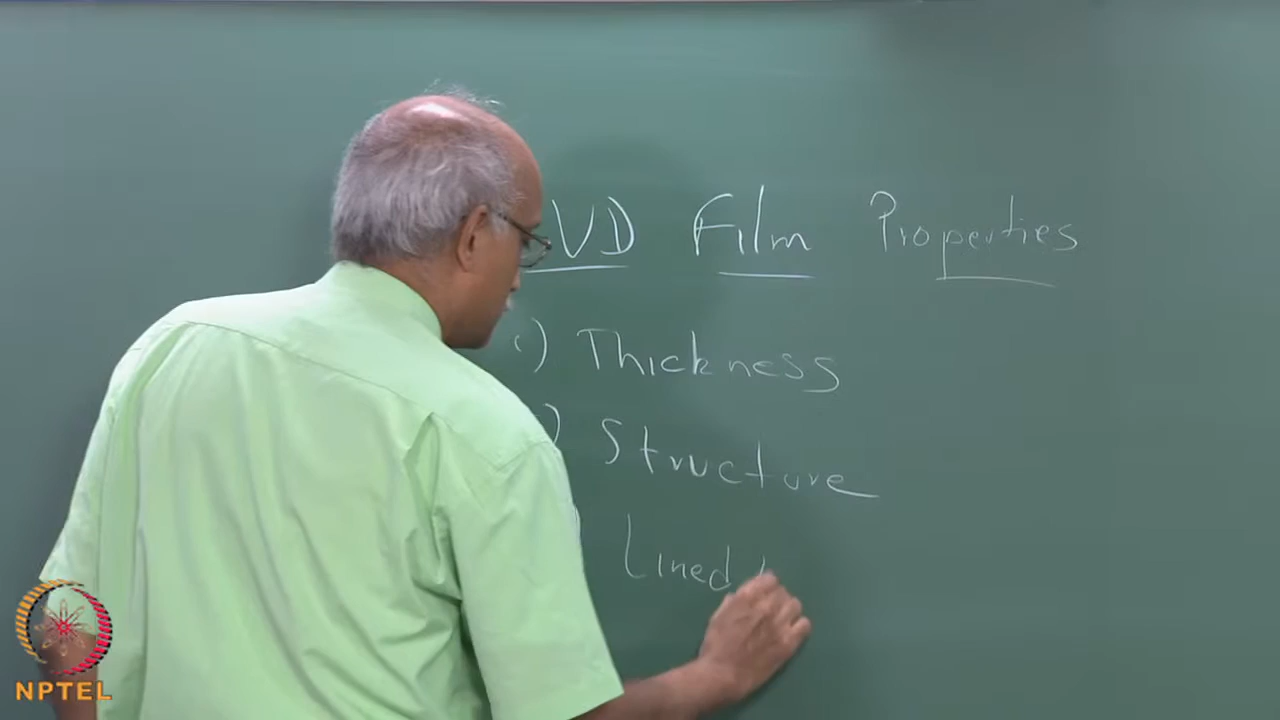 VD Film Properties
) Thickness
) Structure
Lined
NPTEL